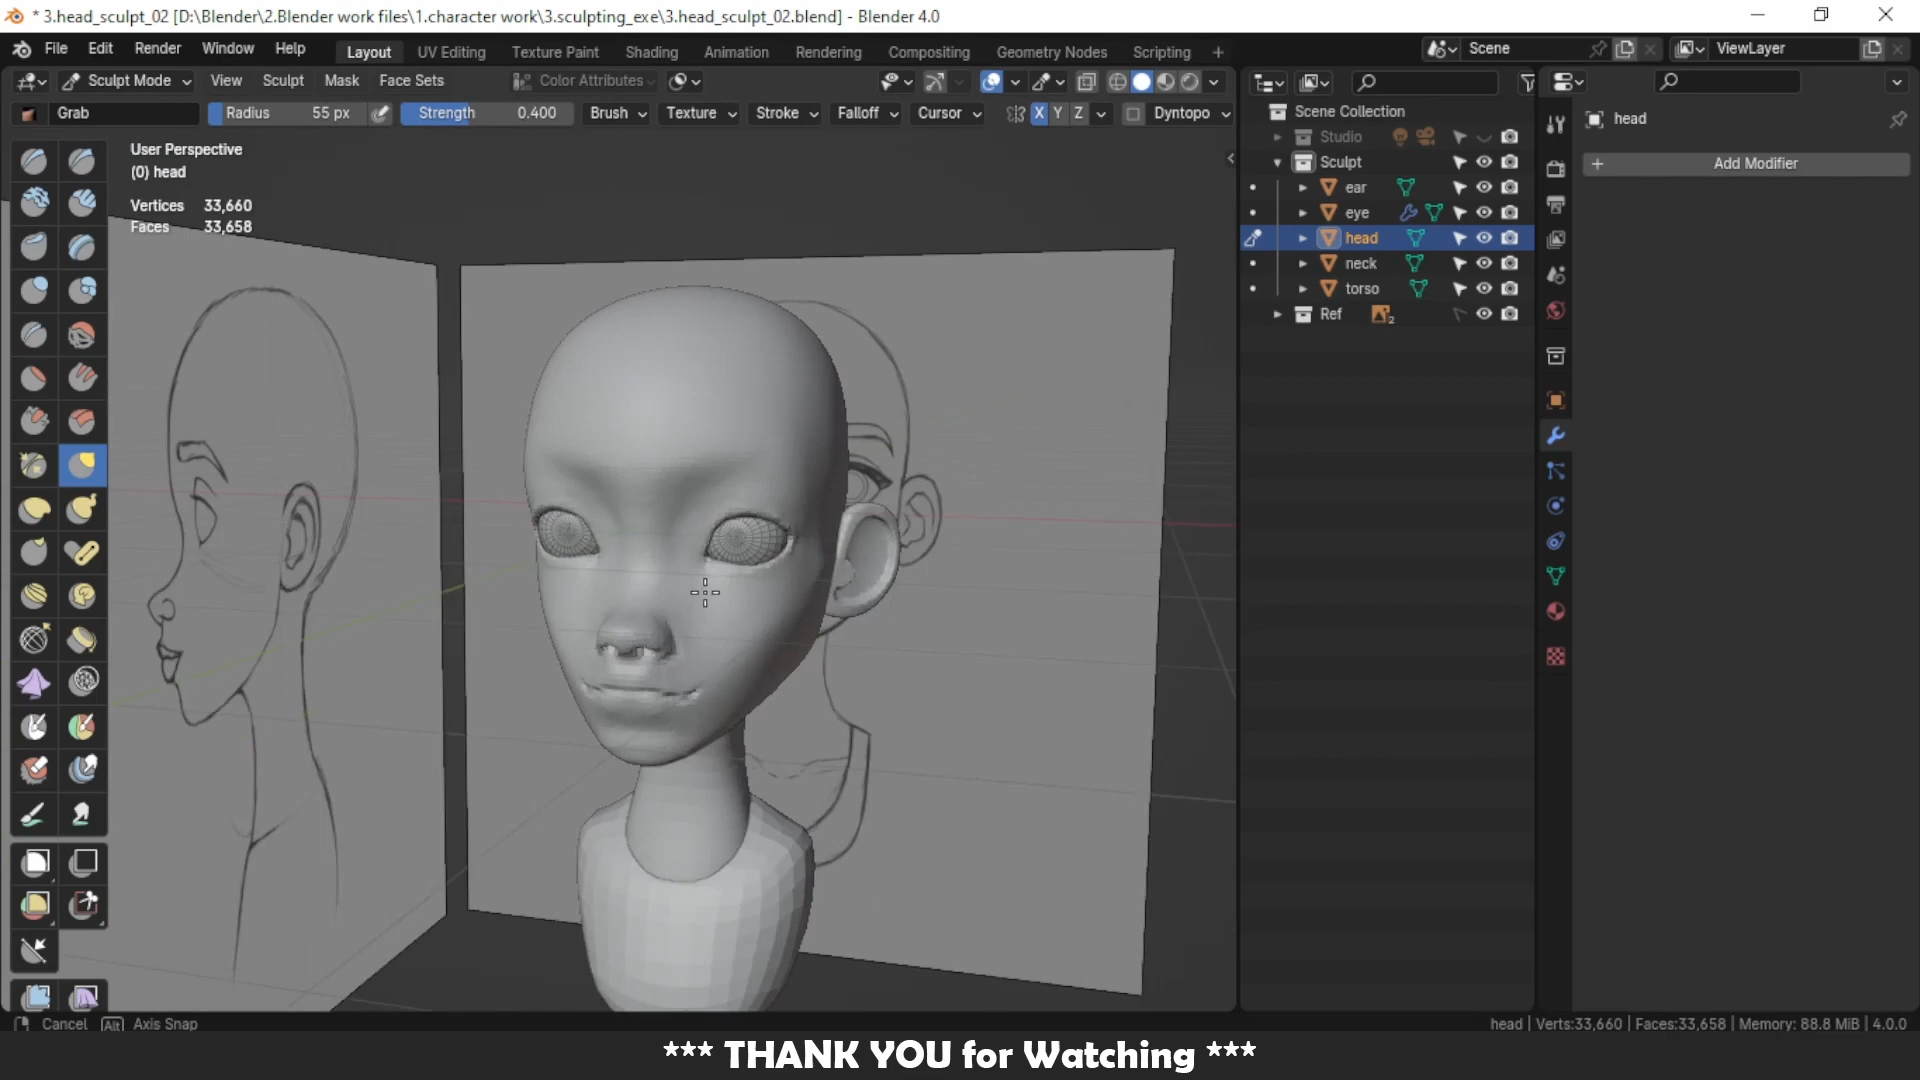 * 3.head_sculpt_02 [D:\Blender\2.Blender work files\1.character work\3.sculpting_exe\3.head_sculpt_02.blend] - Blender 4.0
File Edit Render Window Help Layout UV Editing Texture Paint Shading Animation Rendering Compositing Geometry Nodes Scripting + Scene ViewLayer
Sculpt Mode View Sculpt Mask Face Sets Color Attributes
Grab Radius 55 px Strength 0.400 Brush Texture Stroke Falloff Cursor X Y Z Dyntopo
User Perspective
(0) head
Vertices 33,660
Faces 33,658
Scene Collection
Studio
Sculpt
ear
eye
head
neck
torso
Ref 2
head
+ Add Modifier
Cancel Alt Axis Snap
head | Verts:33,660 | Faces:33,658 | Memory: 88.8 MiB | 4.0.0
*** THANK YOU for Watching ***